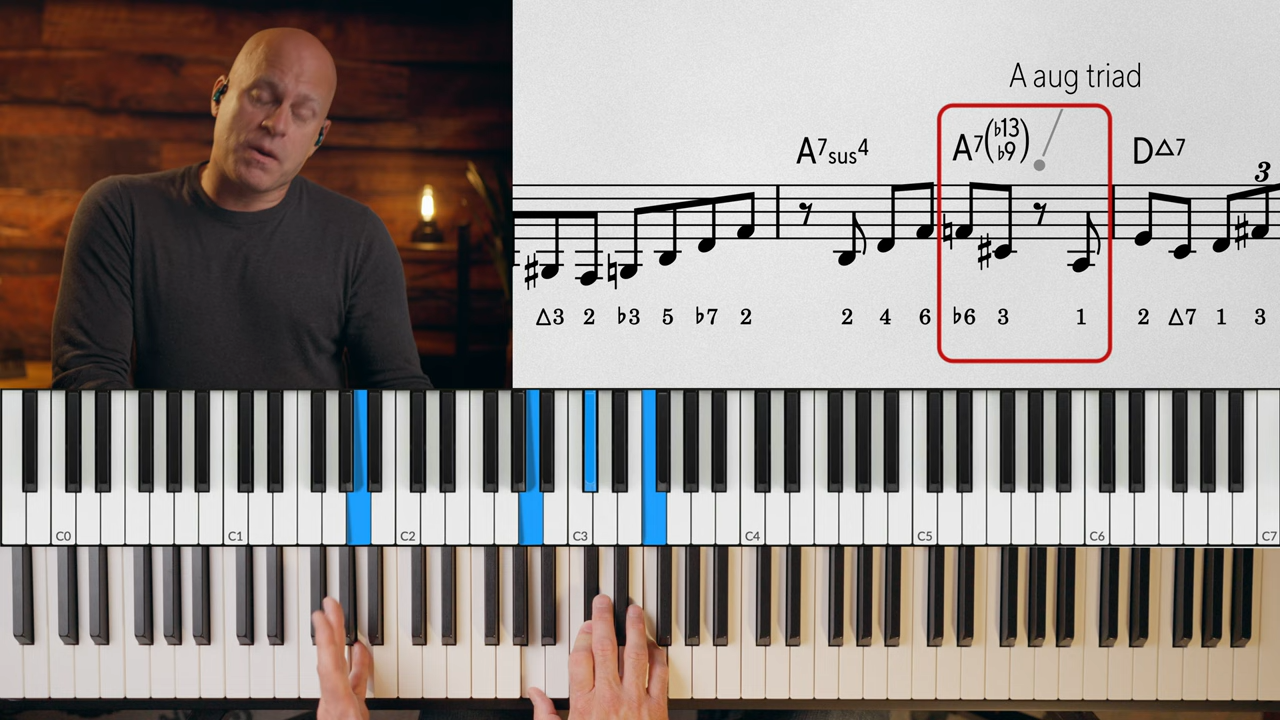 A aug triad
A7sus4 A7(♭13 ♭9) D△7
3
△3 2 ♭3 5 ♭7 2 2 4 6 ♭6 3 1 2 △7 1 3
C0 C1 C2 C3 C4 C5 C6 C7